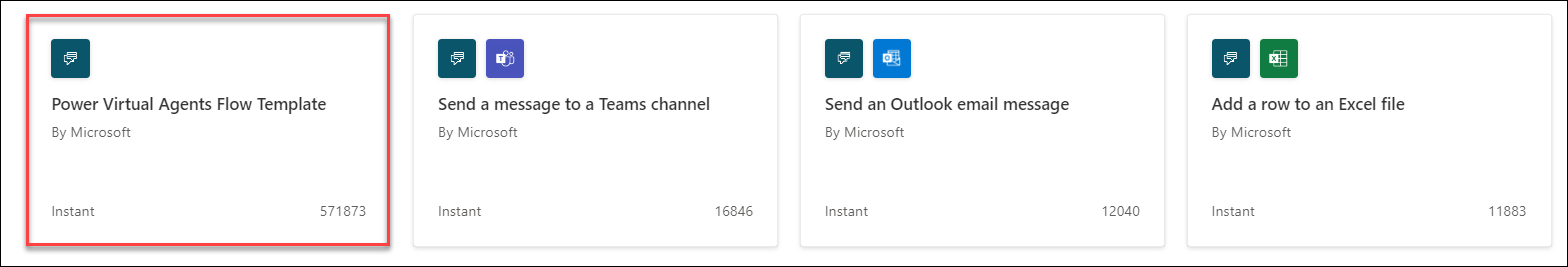 Power Virtual Agents Flow Template
By Microsoft
Instant 571873
Send a message to a Teams channel
By Microsoft
Instant 16846
Send an Outlook email message
By Microsoft
Instant 12040
Add a row to an Excel file
By Microsoft
Instant 11883